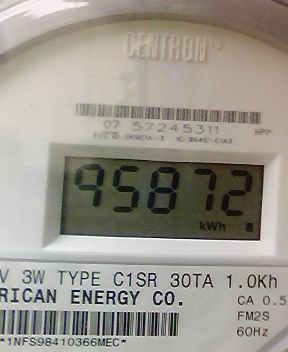 CENTRON®
07 57245311 HPP
95872
kWh
V 3W TYPE C1SR 30TA 1.0Kh
RICAN ENERGY CO. CA 0.5
FM2S
60Hz
*1NFS98410366MEC*